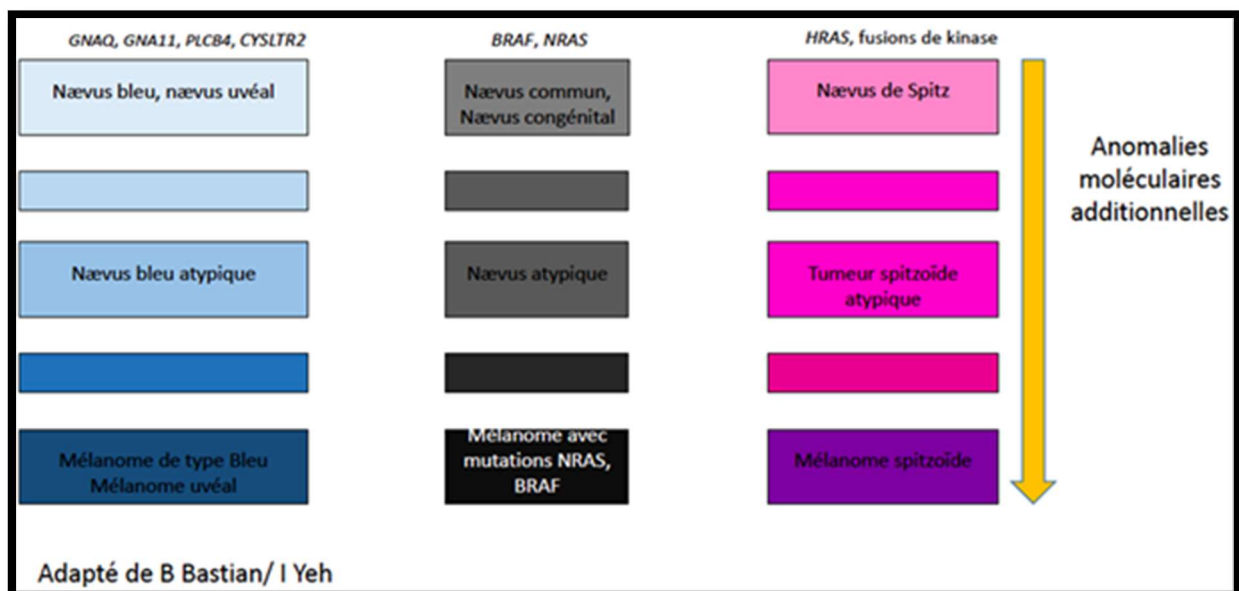 GNAQ, GNA11, PLCB4, CYSLTR2
BRAF, NRAS
HRAS, fusions de kinase
Nævus bleu, nævus uvéal
Nævus commun,
Nævus congénital
Nævus de Spitz
Anomalies
moléculaires
additionnelles
Nævus bleu atypique
Nævus atypique
Tumeur spitzoïde
atypique
Mélanome de type Bleu
Mélanome uvéal
Mélanome avec
mutations NRAS,
BRAF
Mélanome spitzoïde
Adapté de B Bastian/ I Yeh